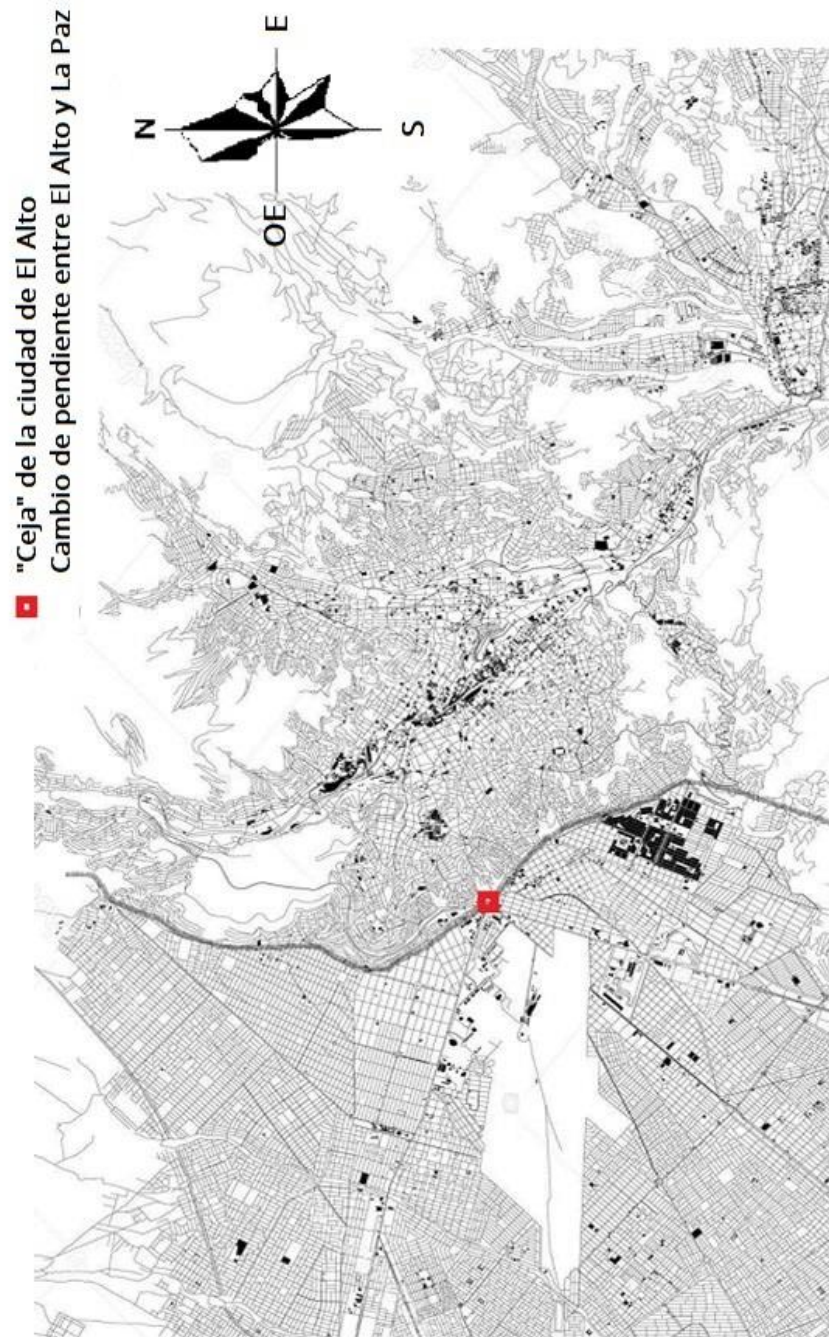 "Ceja" de la ciudad de El Alto
Cambio de pendiente entre El Alto y La Paz
N
E
S
OE